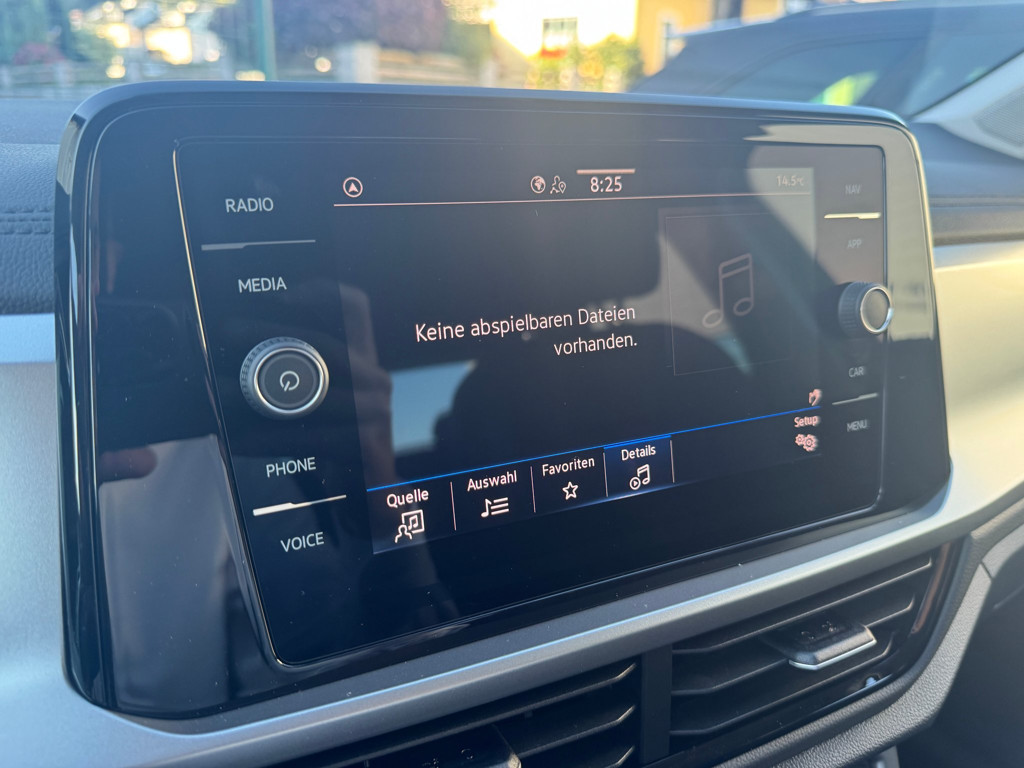 RADIO
MEDIA
PHONE
VOICE
8:25
14.5°C
Keine abspielbaren Dateien
vorhanden.
Quelle
Auswahl
Favoriten
Details
Setup
NAV
APP
CAR
MENU